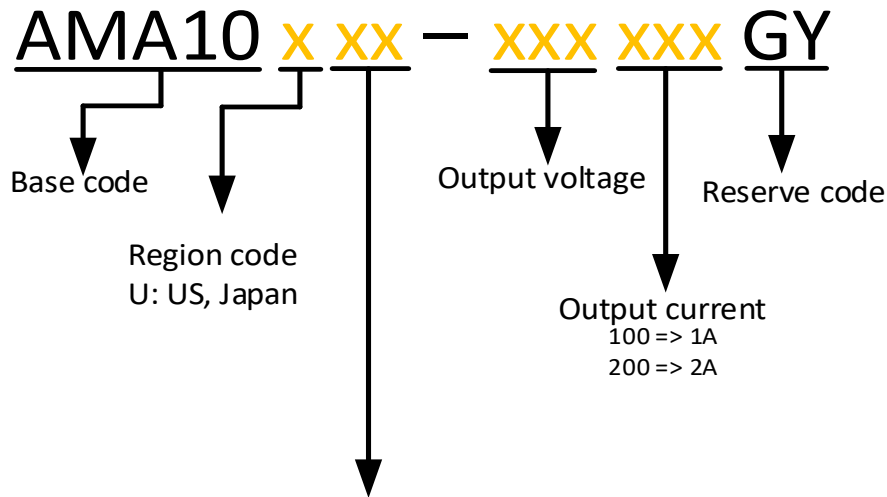 AMA10 x xx – xxx xxx GY
Base code
Output voltage
Reserve code
Region code
U: US, Japan
Output current
100 => 1A
200 => 2A